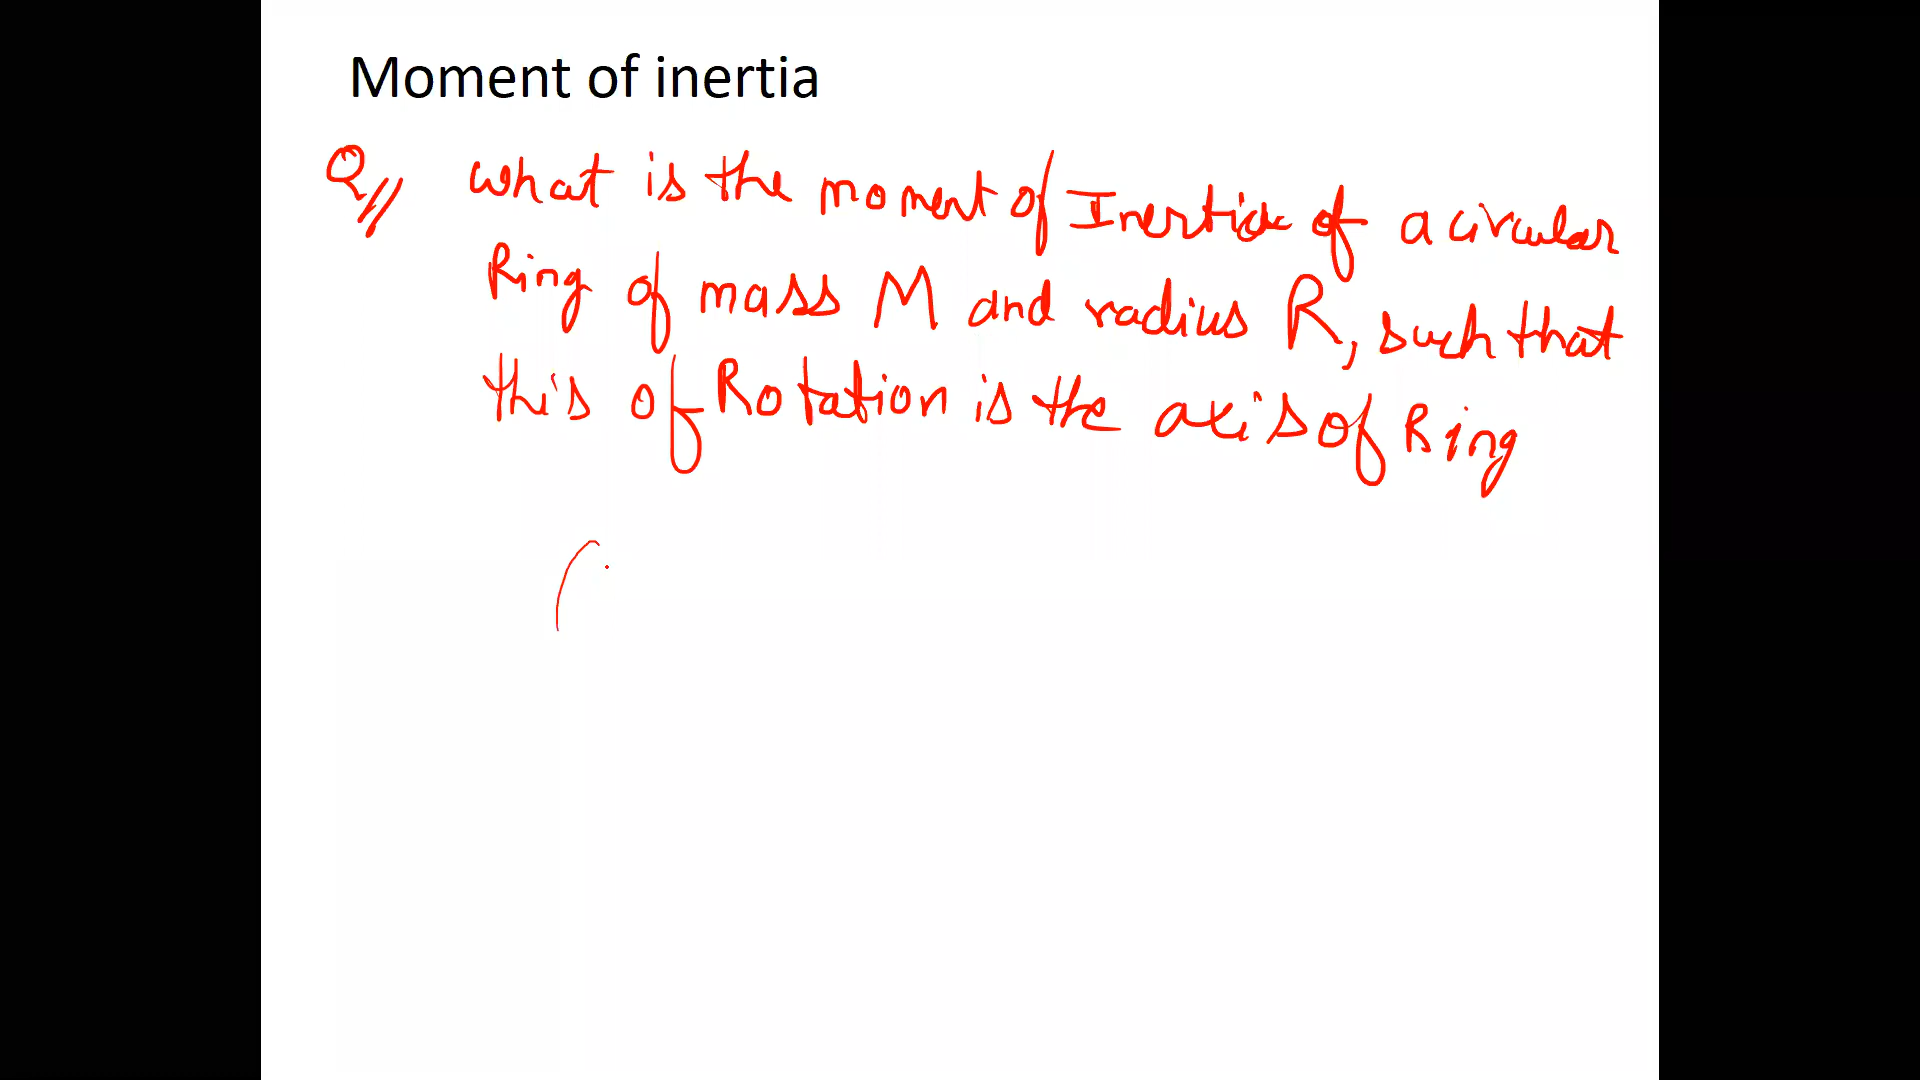 Moment of inertia
Q// What is the moment of Inertia of a circular
Ring of mass M and radius R, such that
this of Rotation is the axis of Ring